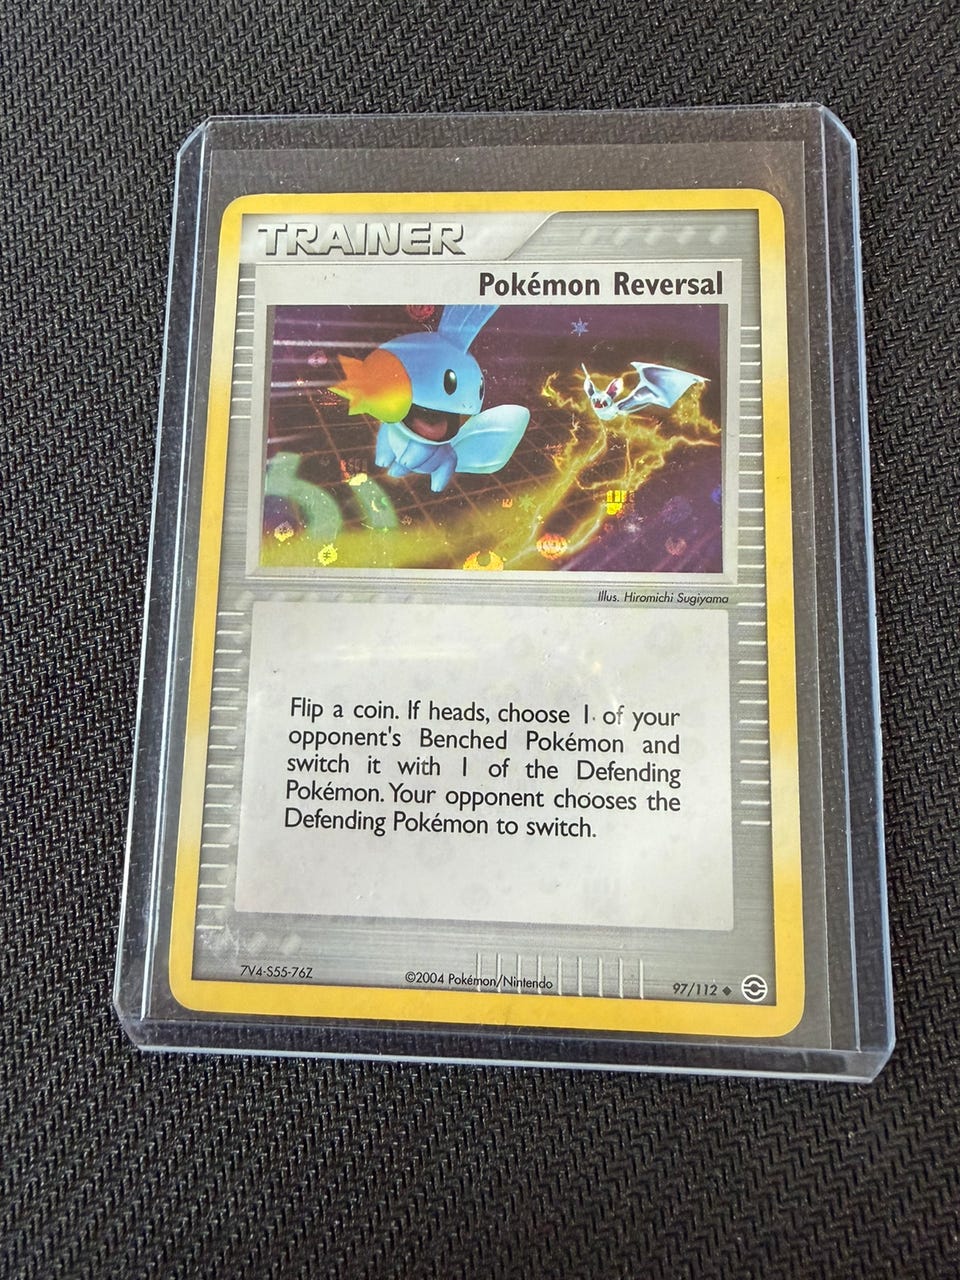 TRAINER
Pokémon Reversal
Illus. Hiromichi Sugiyama
Flip a coin. If heads, choose 1 of your
opponent's Benched Pokémon and
switch it with 1 of the Defending
Pokémon. Your opponent chooses the
Defending Pokémon to switch.
7V4-S55-76Z
©2004 Pokémon/Nintendo
97/112 ◆